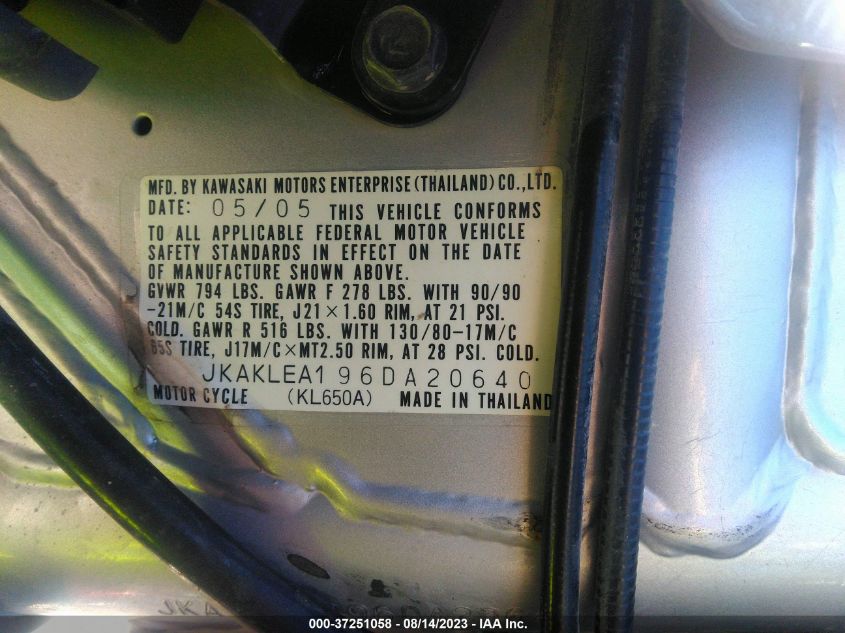 MFD. BY KAWASAKI MOTORS ENTERPRISE (THAILAND) CO.,LTD.
DATE: 05/05 THIS VEHICLE CONFORMS
TO ALL APPLICABLE FEDERAL MOTOR VEHICLE
SAFETY STANDARDS IN EFFECT ON THE DATE
OF MANUFACTURE SHOWN ABOVE.
GVWR 794 LBS. GAWR F 278 LBS. WITH 90/90
-21M/C 54S TIRE, J21×1.60 RIM, AT 21 PSI.
COLD. GAWR R 516 LBS. WITH 130/80-17M/C
65S TIRE, J17M/C×MT2.50 RIM, AT 28 PSI. COLD.
JKAKLEA196DA20640
MOTOR CYCLE (KL650A) MADE IN THAILAND
000-37251058 - 08/14/2023 - IAA Inc.